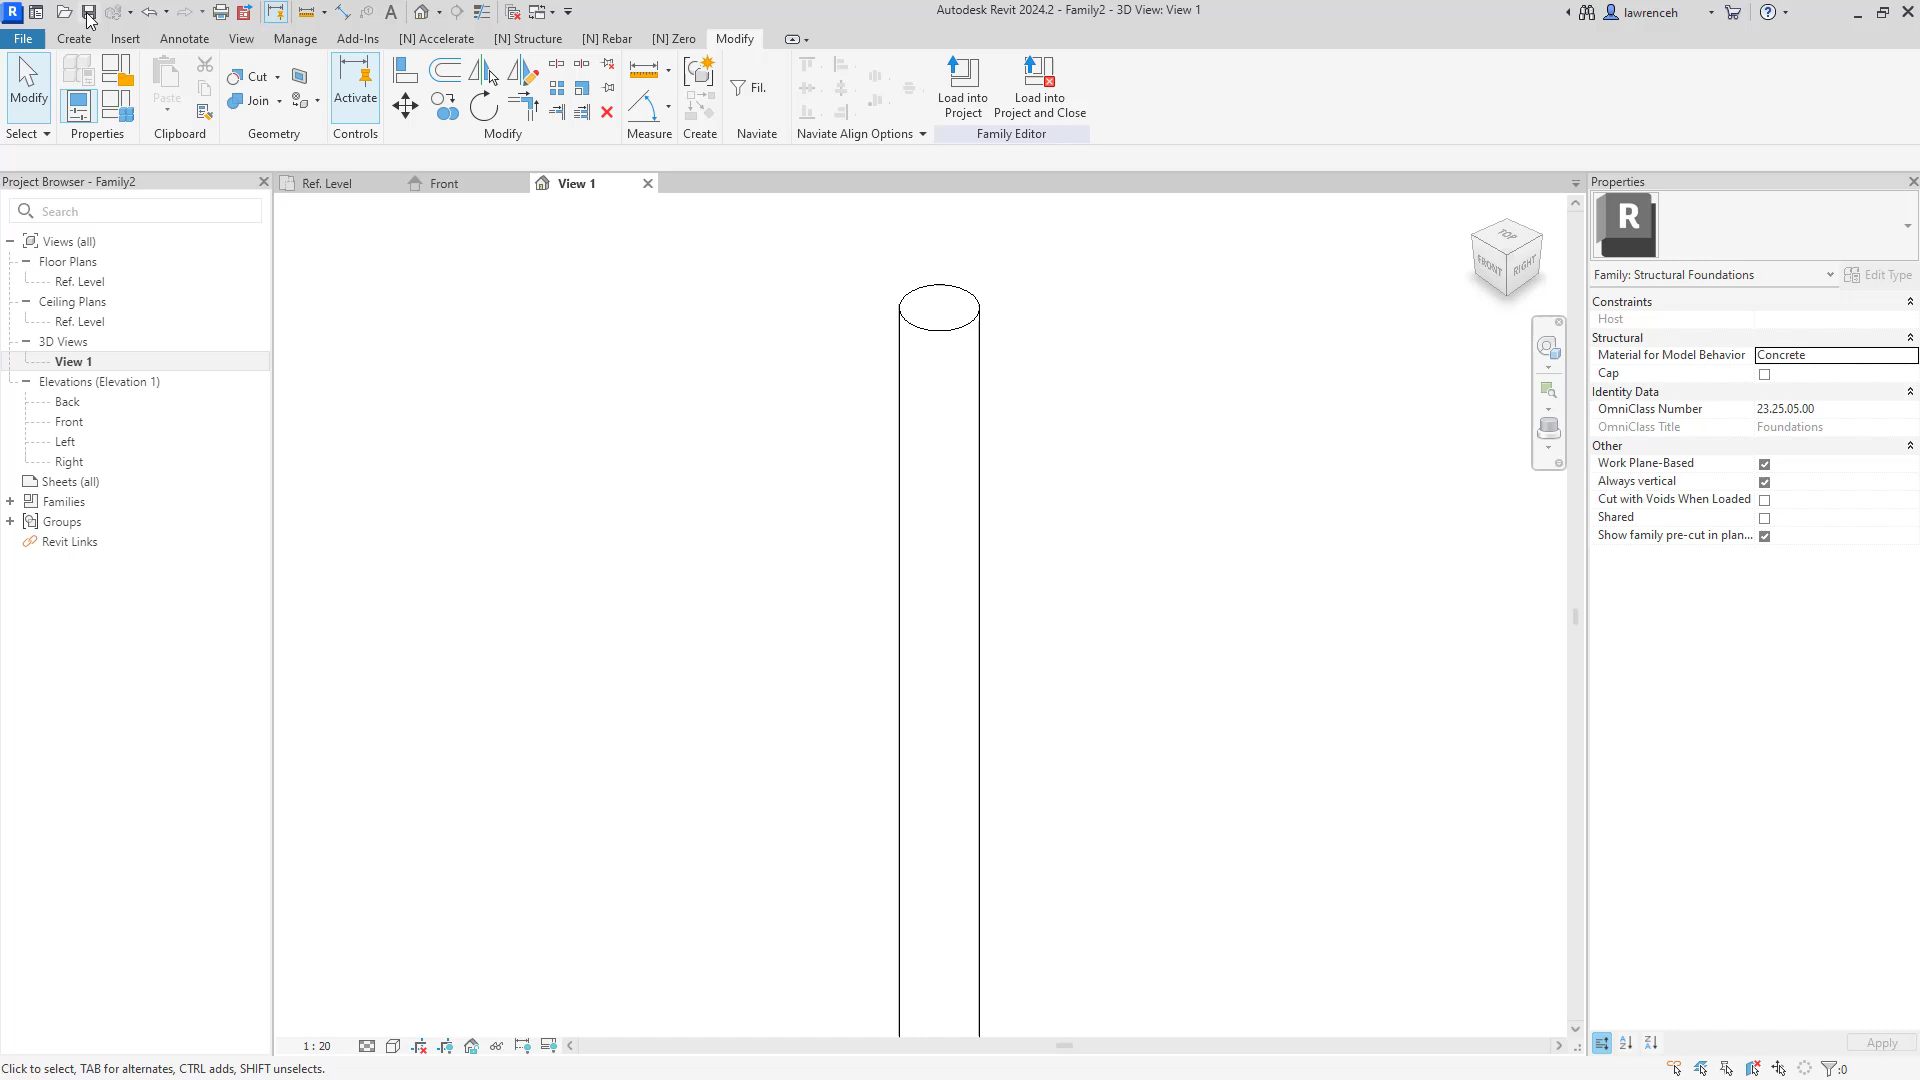 Autodesk Revit 2024.2 - Family2 - 3D View: View 1
lawrenceh
File
Create
Insert
Annotate
View
Manage
Add-Ins
[N] Accelerate
[N] Structure
[N] Rebar
[N] Zero
Modify
Modify
Paste
Cut
Join
Activate
Fil.
Load into Project
Load into Project and Close
Select
Properties
Clipboard
Geometry
Controls
Modify
Measure
Create
Naviate
Naviate Align Options
Family Editor
Project Browser - Family2
Search
Views (all)
Floor Plans
Ref. Level
Ceiling Plans
Ref. Level
3D Views
View 1
Elevations (Elevation 1)
Back
Front
Left
Right
Sheets (all)
Families
Groups
Revit Links
Ref. Level
Front
View 1
TOP
FRONT
RIGHT
Properties
R
Family: Structural Foundations
Edit Type
Constraints
Host
Structural
Material for Model Behavior Concrete
Cap
Identity Data
OmniClass Number 23.25.05.00
OmniClass Title Foundations
Other
Work Plane-Based
Always vertical
Cut with Voids When Loaded
Shared
Show family pre-cut in plan...
Apply
1 : 20
Click to select, TAB for alternates, CTRL adds, SHIFT unselects.
:0